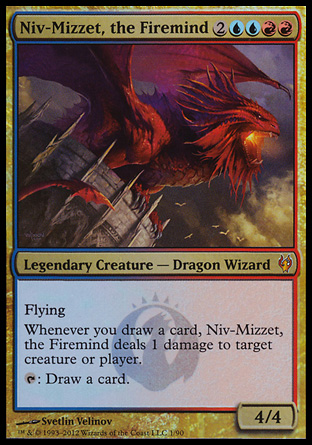 Niv-Mizzet, the Firemind 2
Legendary Creature — Dragon Wizard
Flying
Whenever you draw a card, Niv-Mizzet,
the Firemind deals 1 damage to target
creature or player.
: Draw a card.
Svetlin Velinov
™ & © 1993-2012 Wizards of the Coast LLC 1/90
4/4